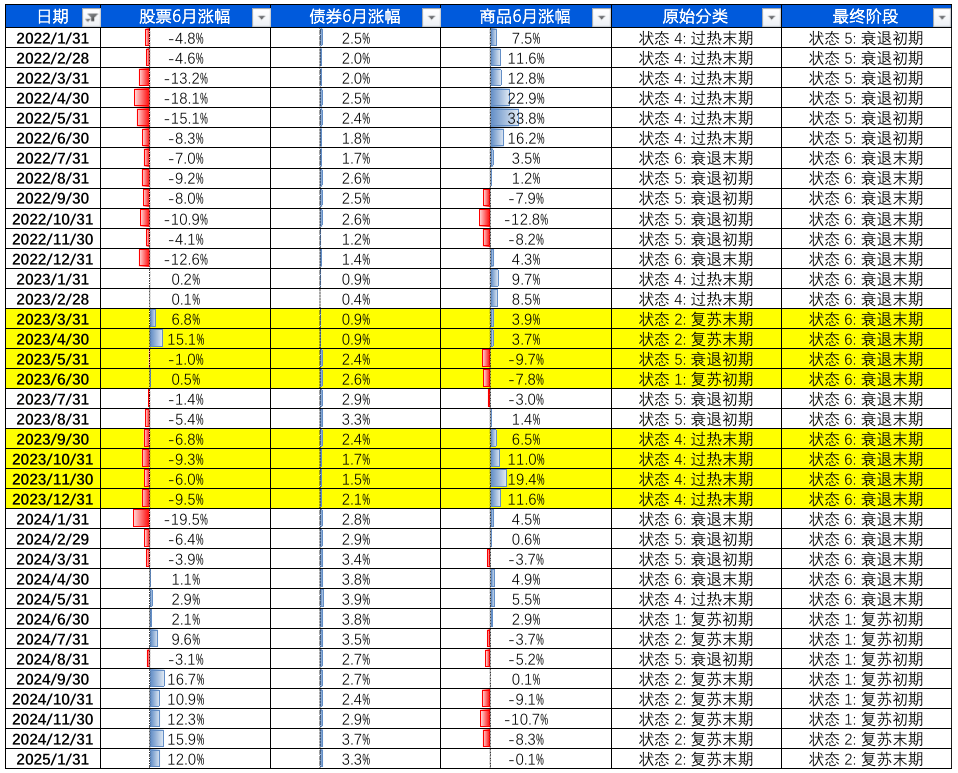 日期 股票6月涨幅 债券6月涨幅 商品6月涨幅 原始分类 最终阶段
2022/1/31 -4.8% 2.5% 7.5% 状态 4: 过热末期 状态 5: 衰退初期
2022/2/28 -4.6% 2.0% 11.6% 状态 4: 过热末期 状态 5: 衰退初期
2022/3/31 -13.2% 2.0% 12.8% 状态 4: 过热末期 状态 5: 衰退初期
2022/4/30 -18.1% 2.5% 22.9% 状态 4: 过热末期 状态 5: 衰退初期
2022/5/31 -15.1% 2.4% 33.8% 状态 4: 过热末期 状态 5: 衰退初期
2022/6/30 -8.3% 1.8% 16.2% 状态 4: 过热末期 状态 5: 衰退初期
2022/7/31 -7.0% 1.7% 3.5% 状态 6: 衰退末期 状态 6: 衰退末期
2022/8/31 -9.2% 2.6% 1.2% 状态 5: 衰退初期 状态 6: 衰退末期
2022/9/30 -8.0% 2.5% -7.9% 状态 5: 衰退初期 状态 6: 衰退末期
2022/10/31 -10.9% 2.6% -12.8% 状态 5: 衰退初期 状态 6: 衰退末期
2022/11/30 -4.1% 1.2% -8.2% 状态 5: 衰退初期 状态 6: 衰退末期
2022/12/31 -12.6% 1.4% 4.3% 状态 6: 衰退末期 状态 6: 衰退末期
2023/1/31 0.2% 0.9% 9.7% 状态 4: 过热末期 状态 6: 衰退末期
2023/2/28 0.1% 0.4% 8.5% 状态 4: 过热末期 状态 6: 衰退末期
2023/3/31 6.8% 0.9% 3.9% 状态 2: 复苏末期 状态 6: 衰退末期
2023/4/30 15.1% 0.9% 3.7% 状态 2: 复苏末期 状态 6: 衰退末期
2023/5/31 -1.0% 2.4% -9.7% 状态 5: 衰退初期 状态 6: 衰退末期
2023/6/30 0.5% 2.6% -7.8% 状态 1: 复苏初期 状态 6: 衰退末期
2023/7/31 -1.4% 2.9% -3.0% 状态 5: 衰退初期 状态 6: 衰退末期
2023/8/31 -5.4% 3.3% 1.4% 状态 5: 衰退初期 状态 6: 衰退末期
2023/9/30 -6.8% 2.4% 6.5% 状态 4: 过热末期 状态 6: 衰退末期
2023/10/31 -9.3% 1.7% 11.0% 状态 4: 过热末期 状态 6: 衰退末期
2023/11/30 -6.0% 1.5% 19.4% 状态 4: 过热末期 状态 6: 衰退末期
2023/12/31 -9.5% 2.1% 11.6% 状态 4: 过热末期 状态 6: 衰退末期
2024/1/31 -19.5% 2.8% 4.5% 状态 6: 衰退末期 状态 6: 衰退末期
2024/2/29 -6.4% 2.9% 0.6% 状态 5: 衰退初期 状态 6: 衰退末期
2024/3/31 -3.9% 3.4% -3.7% 状态 5: 衰退初期 状态 6: 衰退末期
2024/4/30 1.1% 3.8% 4.9% 状态 6: 衰退末期 状态 6: 衰退末期
2024/5/31 2.9% 3.9% 5.5% 状态 4: 过热末期 状态 6: 衰退末期
2024/6/30 2.1% 3.8% 2.9% 状态 1: 复苏初期 状态 1: 复苏初期
2024/7/31 9.6% 3.5% -3.7% 状态 2: 复苏末期 状态 1: 复苏初期
2024/8/31 -3.1% 2.7% -5.2% 状态 5: 衰退初期 状态 1: 复苏初期
2024/9/30 16.7% 2.7% 0.1% 状态 2: 复苏末期 状态 1: 复苏初期
2024/10/31 10.9% 2.4% -9.1% 状态 2: 复苏末期 状态 1: 复苏初期
2024/11/30 12.3% 2.9% -10.7% 状态 2: 复苏末期 状态 1: 复苏初期
2024/12/31 15.9% 3.7% -8.3% 状态 2: 复苏末期 状态 2: 复苏末期
2025/1/31 12.0% 3.3% -0.1% 状态 2: 复苏末期 状态 2: 复苏末期